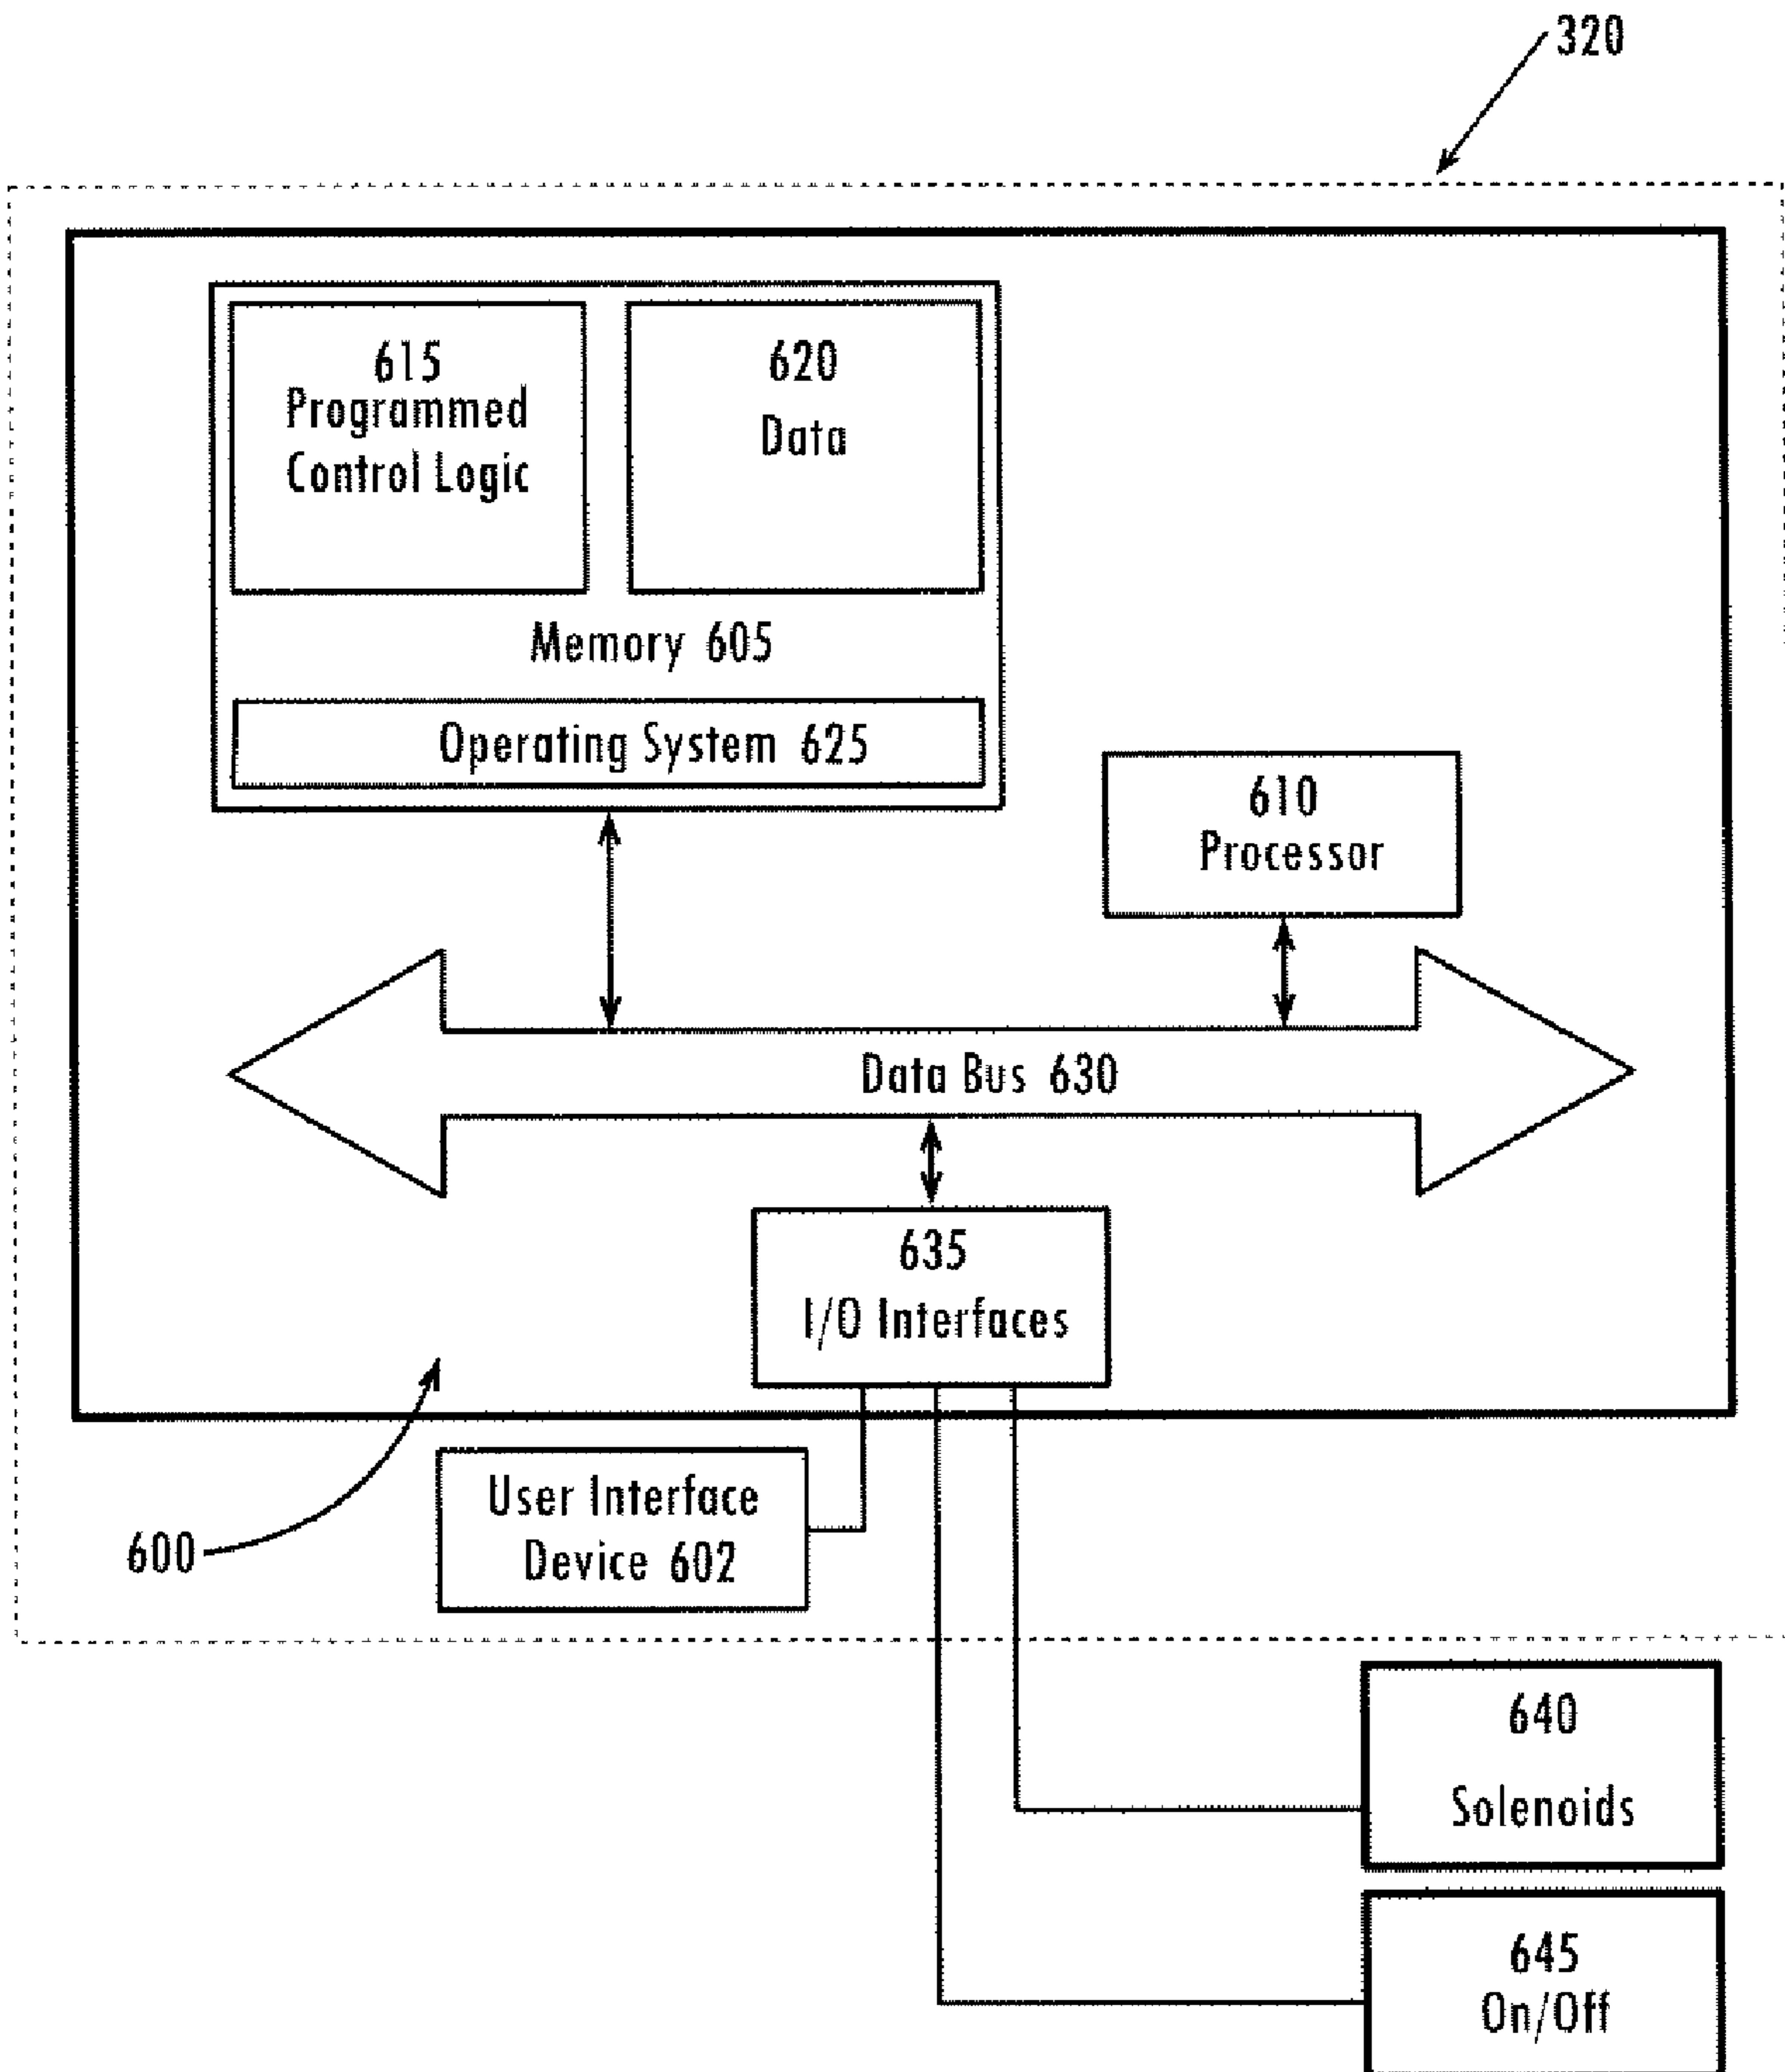 320
615
Programmed
Control Logic
620
Data
Memory 605
Operating System 625
610
Processor
Data Bus 630
635
I/O Interfaces
600
User Interface
Device 602
640
Solenoids
645
On/Off